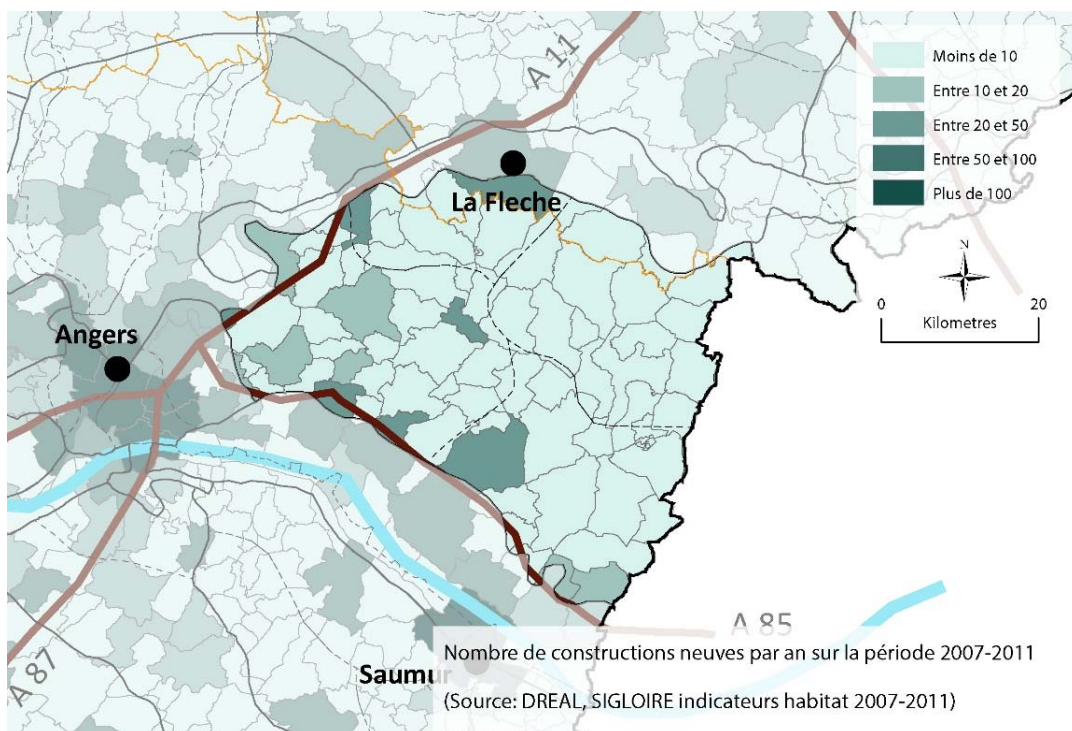 Moins de 10
Entre 10 et 20
Entre 20 et 50
Entre 50 et 100
Plus de 100
A 11
La Fleche
N
0 20
Kilometres
Angers
A 87
A 85
Saumur
Nombre de constructions neuves par an sur la période 2007-2011
(Source: DREAL, SIGLOIRE indicateurs habitat 2007-2011)